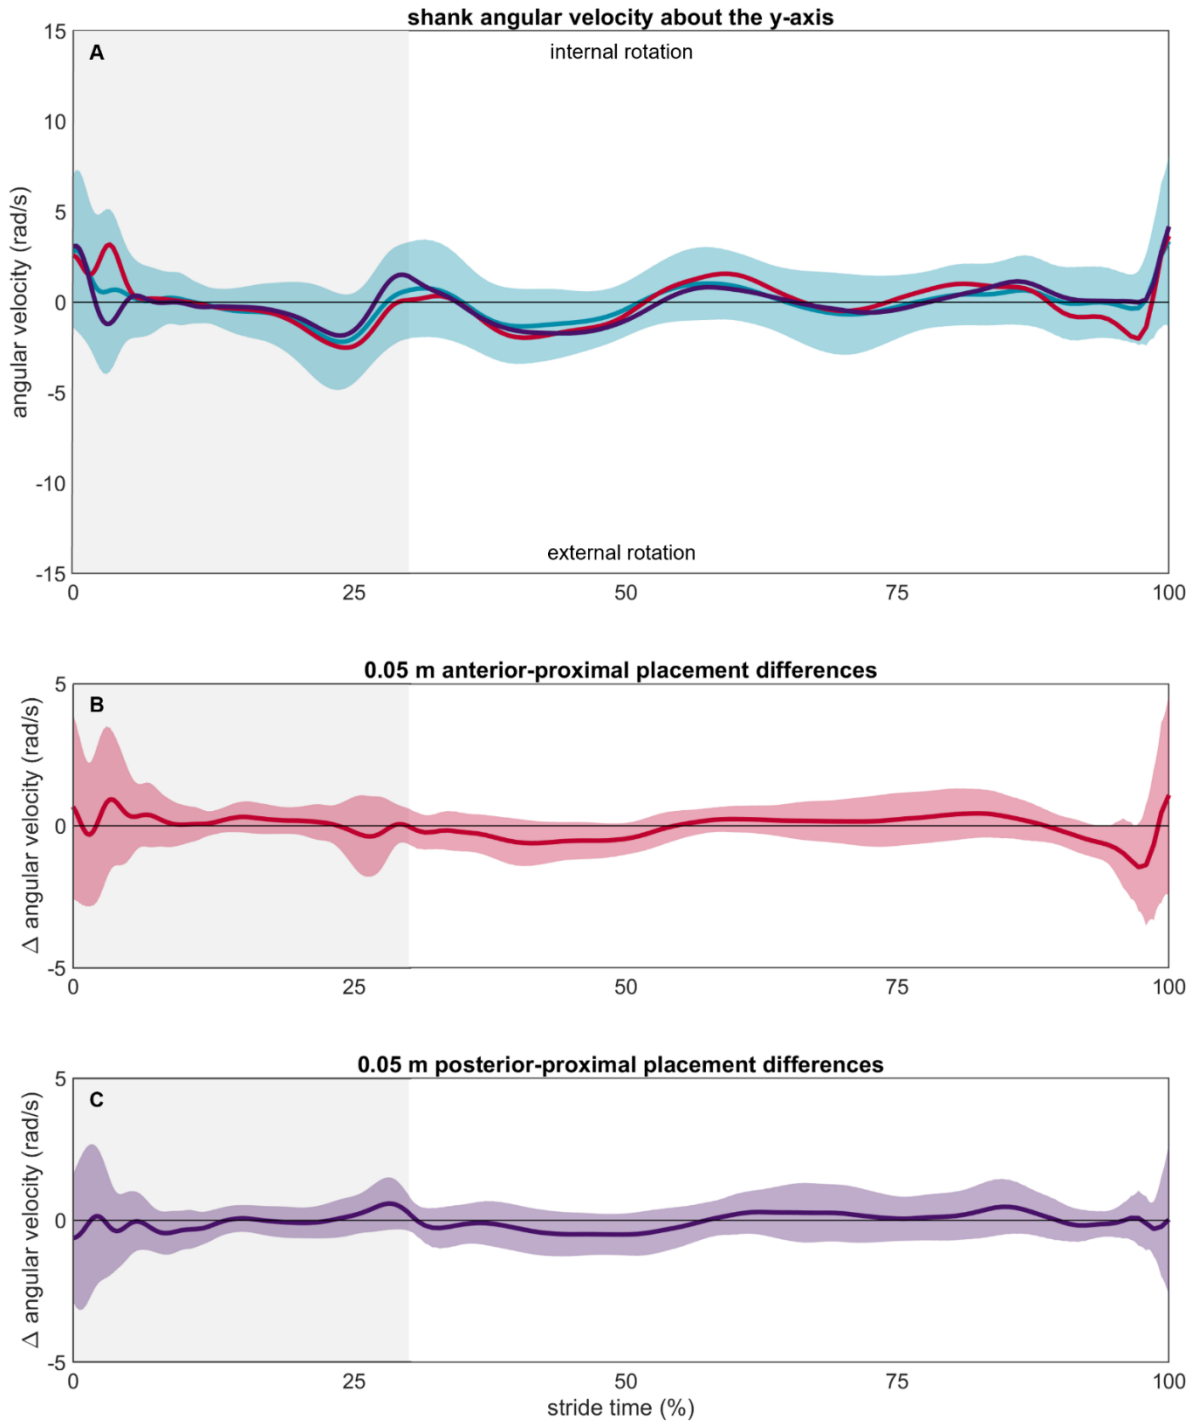 shank angular velocity about the y-axis
15
A
internal rotation
10
5
0
-5
-10
external rotation
-15
angular velocity (rad/s)
0 25 50 75 100
0.05 m anterior-proximal placement differences
5
B
0
-5
Δ angular velocity (rad/s)
0 25 50 75 100
0.05 m posterior-proximal placement differences
5
C
0
-5
Δ angular velocity (rad/s)
0 25 50 75 100
stride time (%)